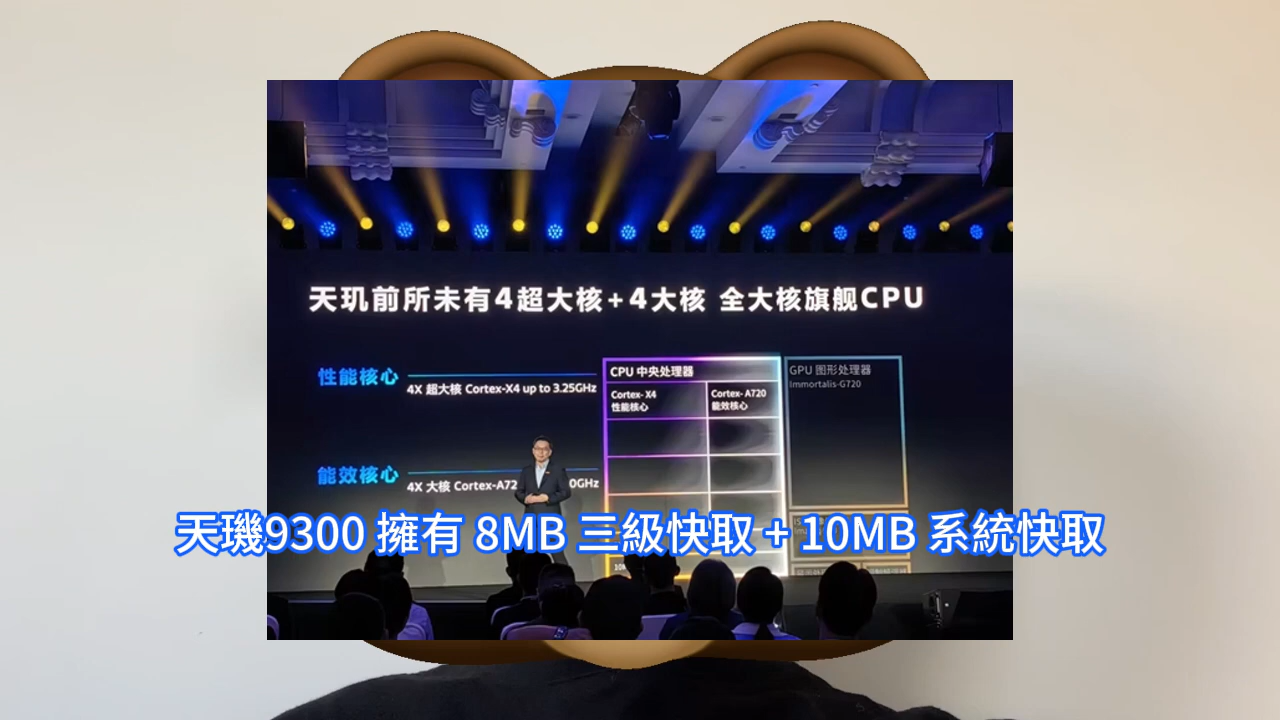 天玑前所未有4超大核+4大核 全大核旗舰CPU
性能核心
4X 超大核 Cortex-X4 up to 3.25GHz
能效核心
4X 大核 Cortex-A72 0GHz
CPU 中央处理器
Cortex- X4
性能核心
Cortex- A720
能效核心
GPU 图形处理器
Immortalis-G720
天璣9300 擁有 8MB 三級快取 + 10MB 系統快取